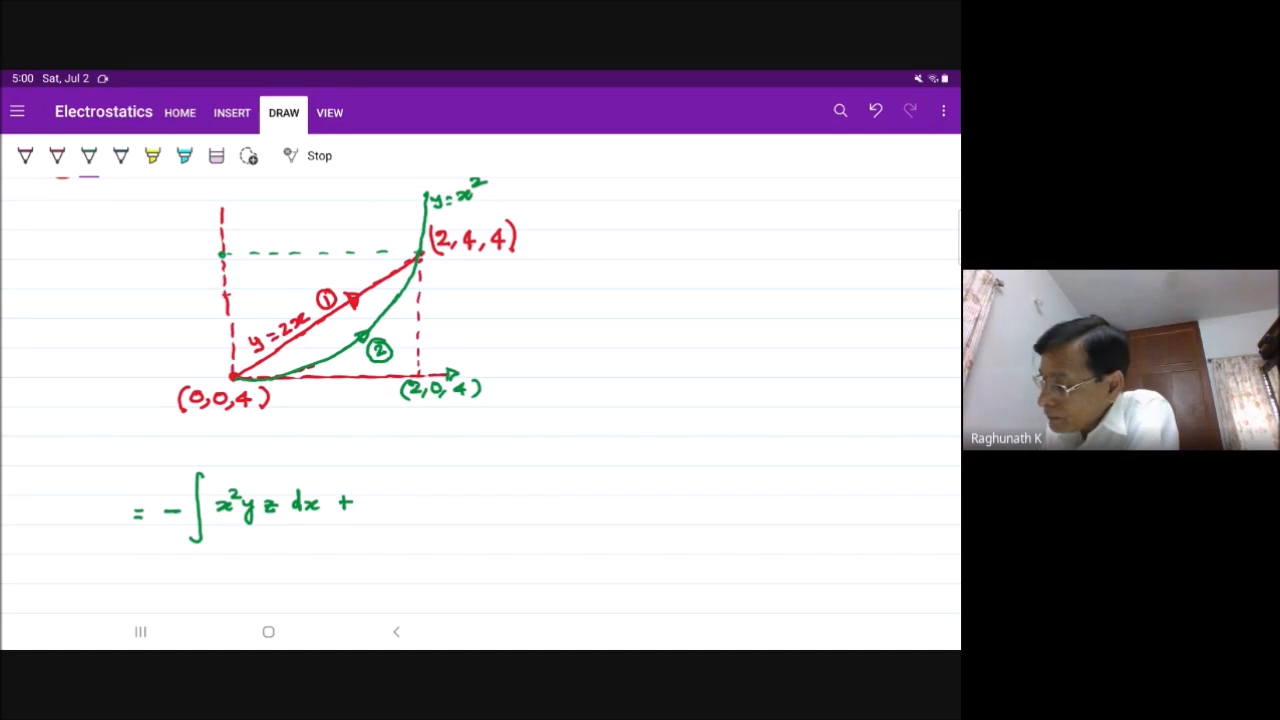 5:00 Sat, Jul 2
Electrostatics HOME INSERT DRAW VIEW
Stop
y=x²
(2,4,4)
①
y=2x
②
(0,0,4)
(2,0,4)
= -∫ x²y z dx +
Raghunath K